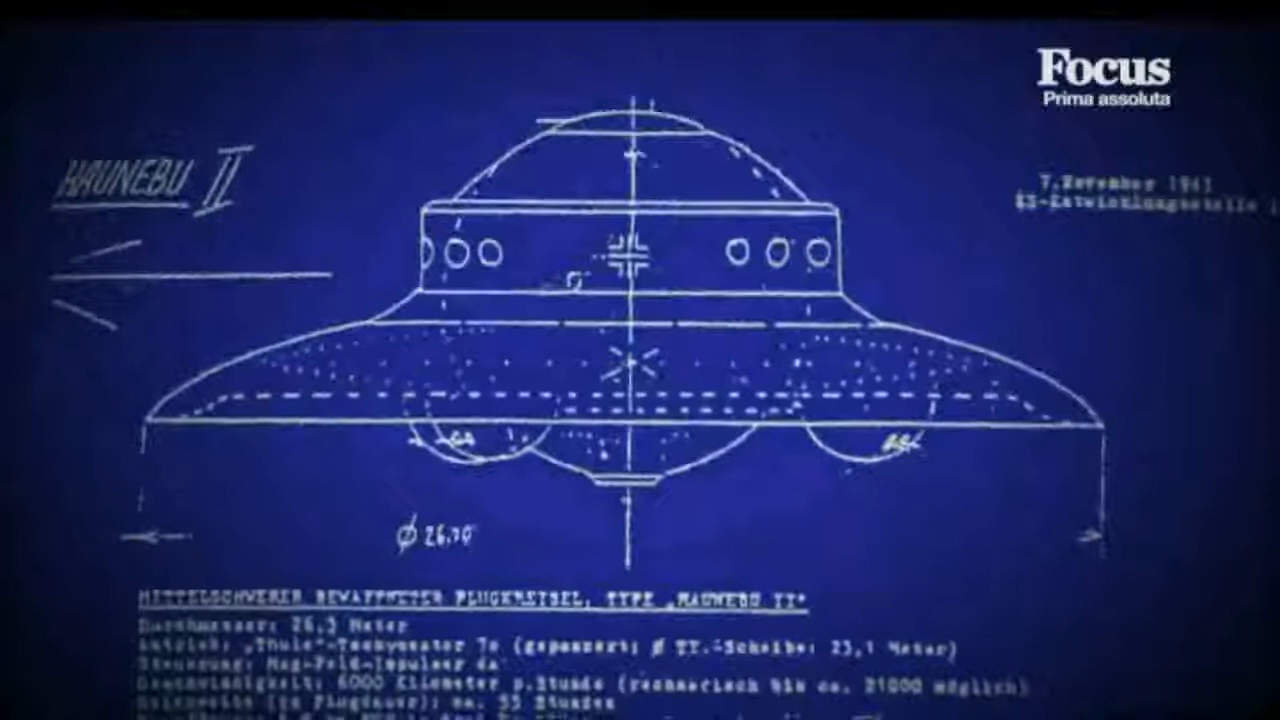 Focus
Prima assoluta
HAUNEBU II
7.November 1943
SS-Entwicklungsstelle
Ø 26.70
MITTELSCHWERER BEWAFFNETER FLUGKREISEL, TYPE „HAUNEBU II"
Durchmesser: 26,3 Meter
Antrieb: „Thule"-Tachyonator 7c (gepanzert; Ø TY.-Scheibe: 23,1 Meter)
Steuerung: Mag-Feld-Impulser 4a
Geschwindigkeit: 6000 Kilometer p.Stunde (rechnerisch bis ca. 21000 möglich)
Reichweite (in Flugdauer): ca. 55 Stunden